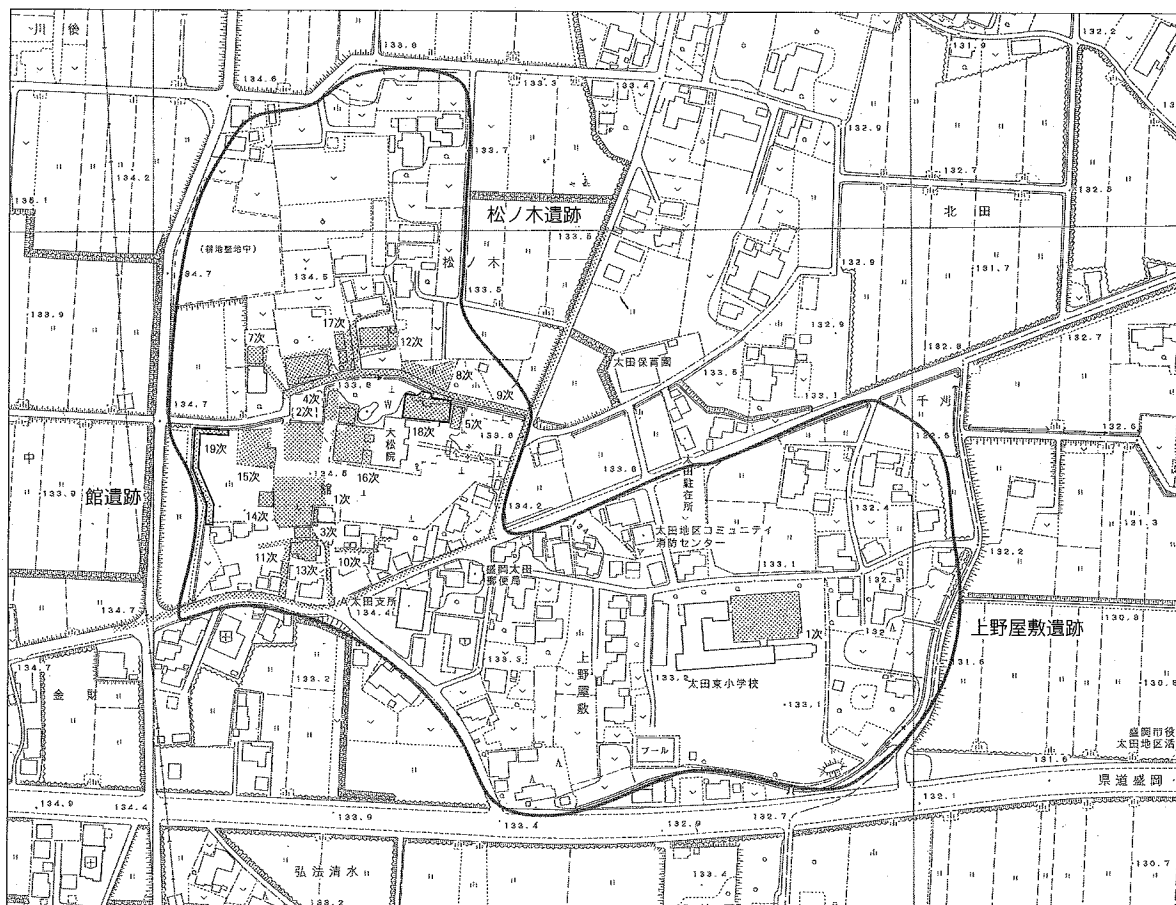 川後
133.8
131.9
132.2
134.6
133.3
133.4
132.9
134.2
133.7
132.7
132.5
135.1
松ノ木遺跡
北田
133.5
(耕地整地中)
松ノ木
132.9
131.7
134.5
133.9
133.5
17次
7次
12次
132.9
132.8
132.7
太田保育園
133.8
8次
133.5
134.7
4次
9次
133.1
八千刈
2次
5次
大松院
18次
133.8
132.5
132.6
19次
中
15次
134.6
16次
133.8
太田駐在所
133.9
館遺跡
館
1次
134.2
132.4
131.3
14次
3次
太田地区コミュニティ
消防センター
132.2
11次
13次
10次
盛岡太田
郵便局
133.1
132.8
134.7
JA太田支所
134.4
130.8
上野屋敷遺跡
1次
134.7
133.2
133.3
上野屋敷
133.2
太田東小学校
131.6
金財
133.1
プール
盛岡市役
太田地区活
131.6
県道盛岡
134.9
134.4
133.9
133.4
132.9
132.7
132.1
弘法清水
133.4
130.7
133.2